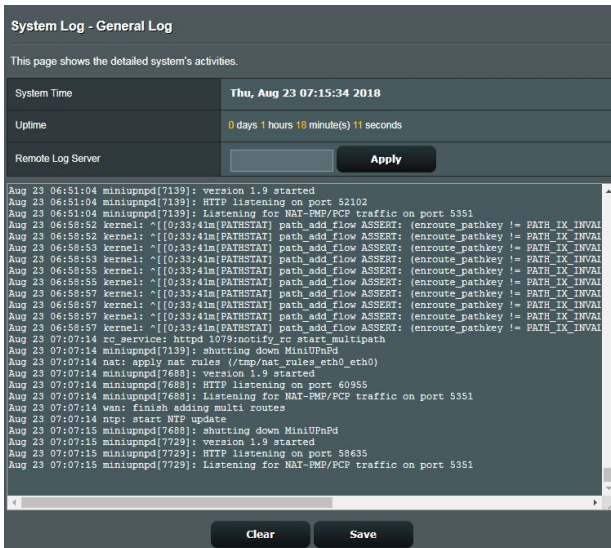 System Log - General Log
This page shows the detailed system's activities.
System Time Thu, Aug 23 07:15:34 2018
Uptime 0 days 1 hours 18 minute(s) 11 seconds
Remote Log Server Apply
Aug 23 06:51:04 miniupnpd[7139]: version 1.9 started
Aug 23 06:51:04 miniupnpd[7139]: HTTP listening on port 52102
Aug 23 06:51:04 miniupnpd[7139]: Listening for NAT-PMP/PCP traffic on port 5351
Aug 23 06:58:52 kernel: ^[[0;33;41m[PATHSTAT] path_add_flow ASSERT: (enroute_pathkey != PATH_IX_INVAI
Aug 23 06:58:52 kernel: ^[[0;33;41m[PATHSTAT] path_add_flow ASSERT: (enroute_pathkey != PATH_IX_INVAI
Aug 23 06:58:53 kernel: ^[[0;33;41m[PATHSTAT] path_add_flow ASSERT: (enroute_pathkey != PATH_IX_INVAI
Aug 23 06:58:53 kernel: ^[[0;33;41m[PATHSTAT] path_add_flow ASSERT: (enroute_pathkey != PATH_IX_INVAI
Aug 23 06:58:55 kernel: ^[[0;33;41m[PATHSTAT] path_add_flow ASSERT: (enroute_pathkey != PATH_IX_INVAI
Aug 23 06:58:55 kernel: ^[[0;33;41m[PATHSTAT] path_add_flow ASSERT: (enroute_pathkey != PATH_IX_INVAI
Aug 23 06:58:57 kernel: ^[[0;33;41m[PATHSTAT] path_add_flow ASSERT: (enroute_pathkey != PATH_IX_INVAI
Aug 23 06:58:57 kernel: ^[[0;33;41m[PATHSTAT] path_add_flow ASSERT: (enroute_pathkey != PATH_IX_INVAI
Aug 23 06:58:57 kernel: ^[[0;33;41m[PATHSTAT] path_add_flow ASSERT: (enroute_pathkey != PATH_IX_INVAI
Aug 23 06:58:57 kernel: ^[[0;33;41m[PATHSTAT] path_add_flow ASSERT: (enroute_pathkey != PATH_IX_INVAI
Aug 23 07:07:14 rc_service: httpd 1079:notify_rc start_multipath
Aug 23 07:07:14 miniupnpd[7139]: shutting down MiniUPnPd
Aug 23 07:07:14 nat: apply nat rules (/tmp/nat_rules_eth0_eth0)
Aug 23 07:07:14 miniupnpd[7688]: version 1.9 started
Aug 23 07:07:14 miniupnpd[7688]: HTTP listening on port 60955
Aug 23 07:07:14 miniupnpd[7688]: Listening for NAT-PMP/PCP traffic on port 5351
Aug 23 07:07:14 wan: finish adding multi routes
Aug 23 07:07:14 ntp: start NTP update
Aug 23 07:07:15 miniupnpd[7688]: shutting down MiniUPnPd
Aug 23 07:07:15 miniupnpd[7729]: version 1.9 started
Aug 23 07:07:15 miniupnpd[7729]: HTTP listening on port 58635
Aug 23 07:07:15 miniupnpd[7729]: Listening for NAT-PMP/PCP traffic on port 5351
Clear Save